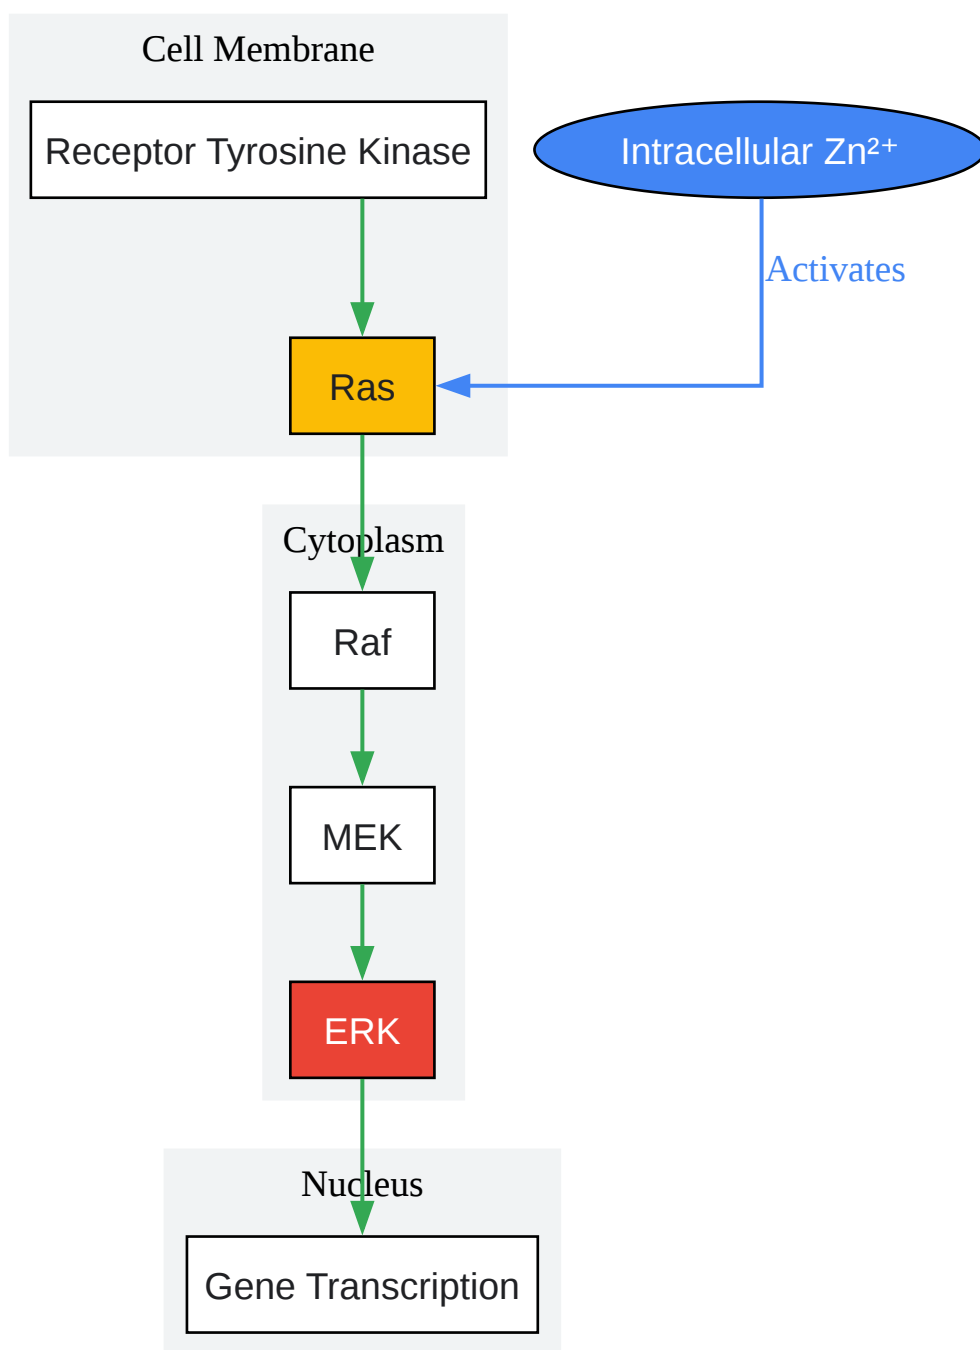 Cell Membrane
Receptor Tyrosine Kinase
Intracellular Zn²⁺
Activates
Ras
Cytoplasm
Raf
MEK
ERK
Nucleus
Gene Transcription